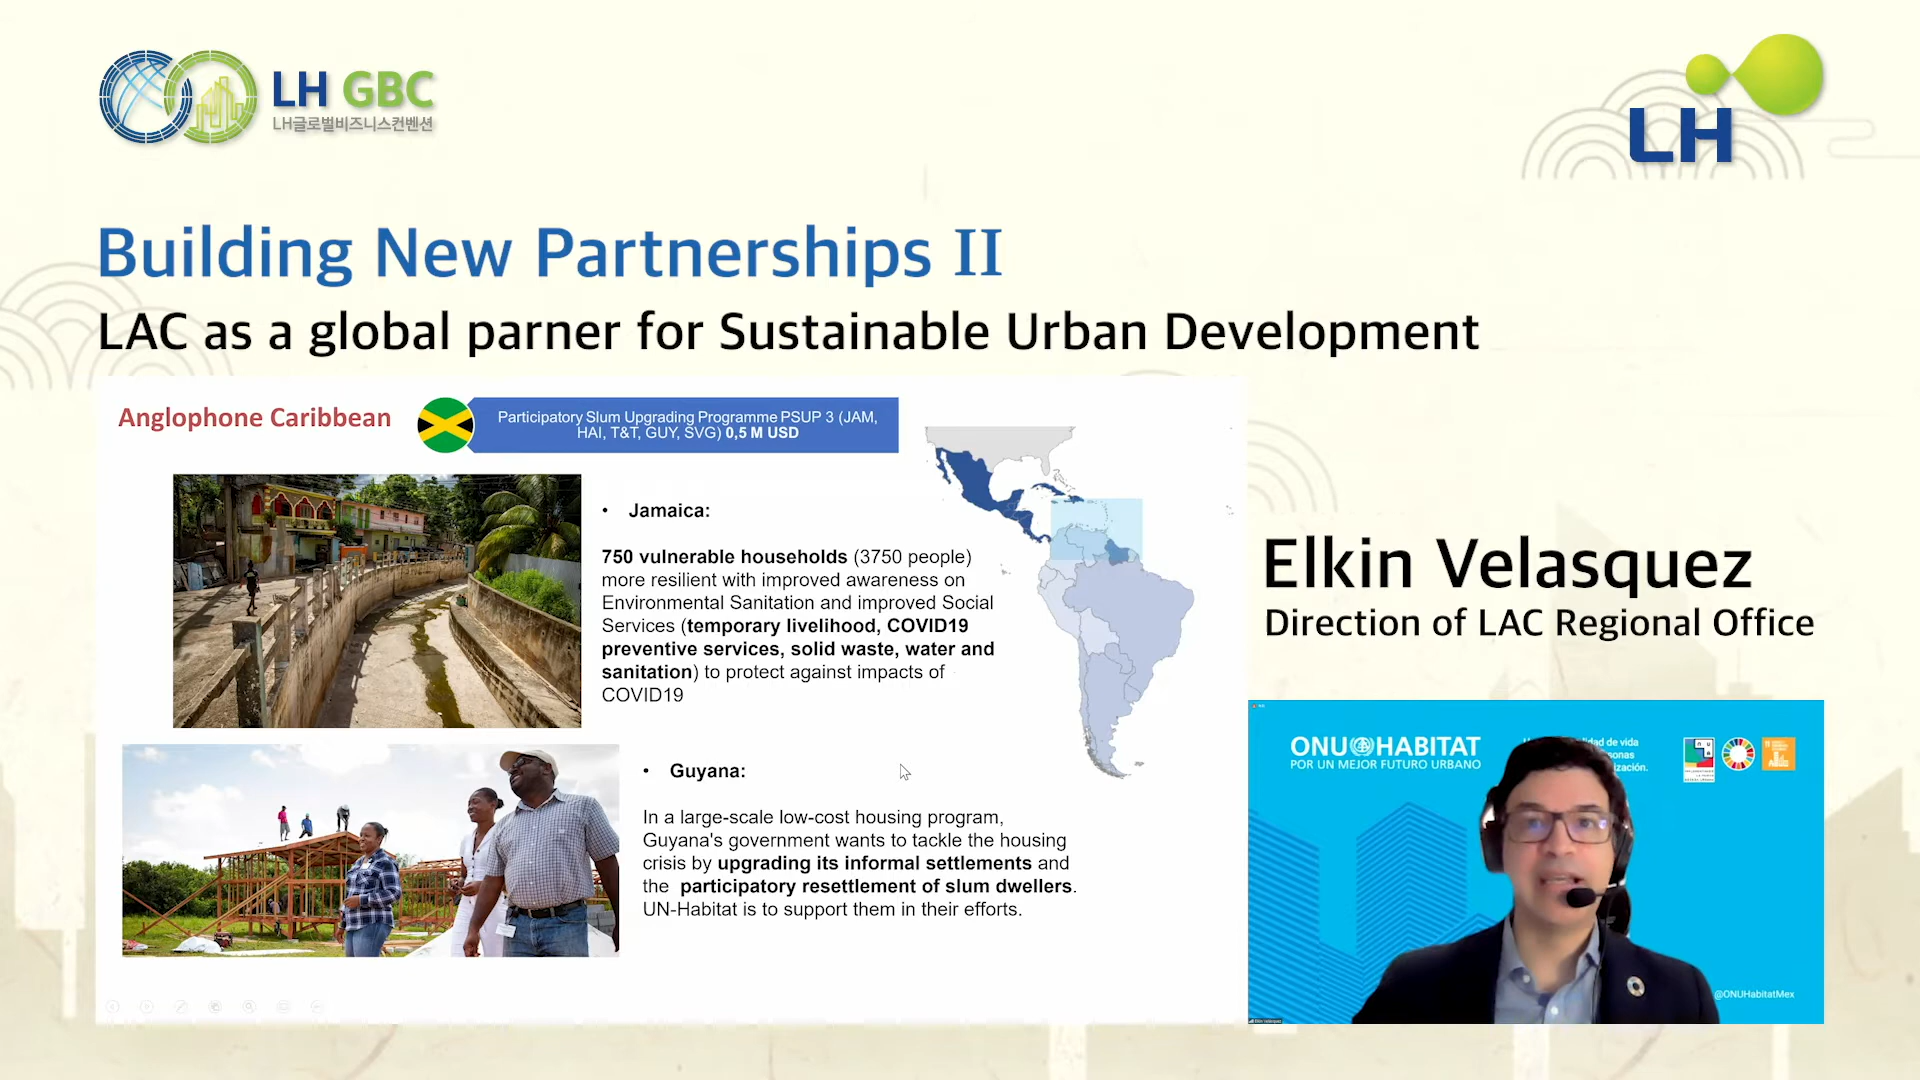 LH GBC
LH글로벌비즈니스컨벤션
LH
Building New Partnerships II
LAC as a global parner for Sustainable Urban Development
Anglophone Caribbean
Participatory Slum Upgrading Programme PSUP 3 (JAM,
HAI, T&T, GUY, SVG) 0,5 M USD
• Jamaica:
750 vulnerable households (3750 people)
more resilient with improved awareness on
Environmental Sanitation and improved Social
Services (temporary livelihood, COVID19
preventive services, solid waste, water and
sanitation) to protect against impacts of
COVID19
• Guyana:
In a large-scale low-cost housing program,
Guyana's government wants to tackle the housing
crisis by upgrading its informal settlements and
the participatory resettlement of slum dwellers.
UN-Habitat is to support them in their efforts.
Elkin Velasquez
Direction of LAC Regional Office
ONU HABITAT
POR UN MEJOR FUTURO URBANO
de vida
@ONUHabitatMex